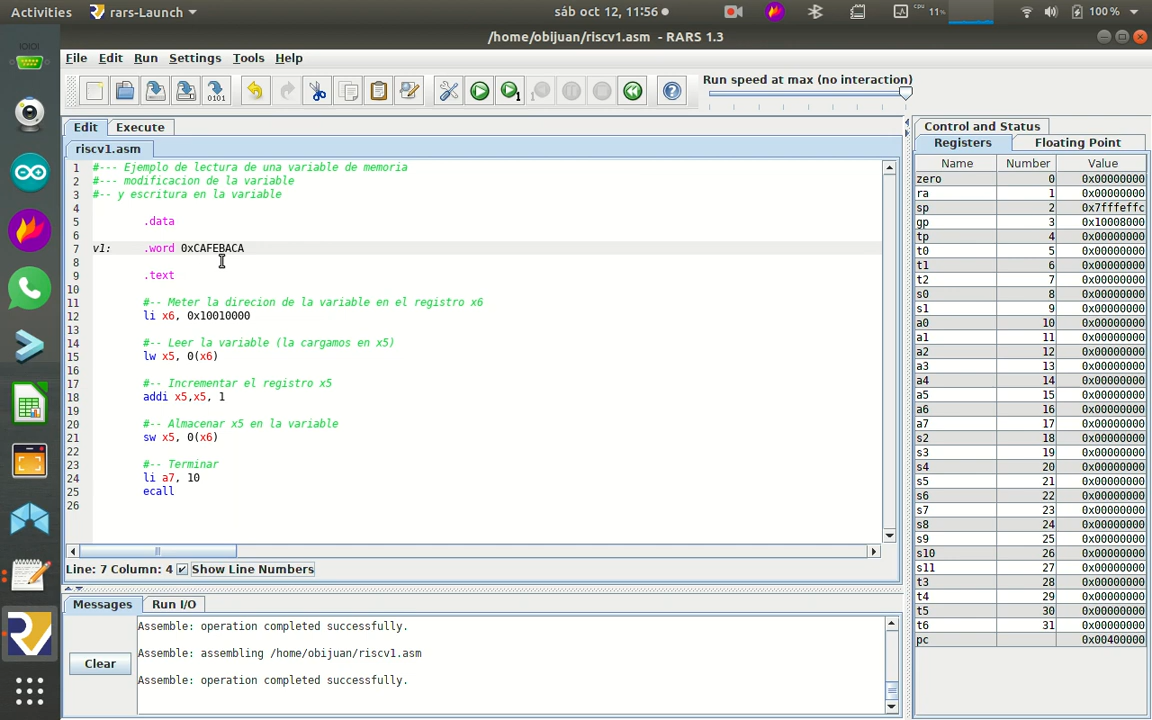 Activities rars-Launch sáb oct 12, 11:56 cpu 11% 100 %
/home/obijuan/riscv1.asm - RARS 1.3
File Edit Run Settings Tools Help
Run speed at max (no interaction)
Edit Execute
riscv1.asm
1 #--- Ejemplo de lectura de una variable de memoria
2 #--- modificacion de la variable
3 #-- y escritura en la variable
4
5 .data
6
7 v1: .word 0xCAFEBACA
8
9 .text
10
11 #-- Meter la direcion de la variable en el registro x6
12 li x6, 0x10010000
13
14 #-- Leer la variable (la cargamos en x5)
15 lw x5, 0(x6)
16
17 #-- Incrementar el registro x5
18 addi x5,x5, 1
19
20 #-- Almacenar x5 en la variable
21 sw x5, 0(x6)
22
23 #-- Terminar
24 li a7, 10
25 ecall
26
Line: 7 Column: 4 Show Line Numbers
Messages Run I/O
Assemble: operation completed successfully.
Assemble: assembling /home/obijuan/riscv1.asm
Assemble: operation completed successfully.
Clear
Control and Status
Registers Floating Point
Name Number Value
zero 0 0x00000000
ra 1 0x00000000
sp 2 0x7fffeffc
gp 3 0x10008000
tp 4 0x00000000
t0 5 0x00000000
t1 6 0x00000000
t2 7 0x00000000
s0 8 0x00000000
s1 9 0x00000000
a0 10 0x00000000
a1 11 0x00000000
a2 12 0x00000000
a3 13 0x00000000
a4 14 0x00000000
a5 15 0x00000000
a6 16 0x00000000
a7 17 0x00000000
s2 18 0x00000000
s3 19 0x00000000
s4 20 0x00000000
s5 21 0x00000000
s6 22 0x00000000
s7 23 0x00000000
s8 24 0x00000000
s9 25 0x00000000
s10 26 0x00000000
s11 27 0x00000000
t3 28 0x00000000
t4 29 0x00000000
t5 30 0x00000000
t6 31 0x00000000
pc 0x00400000